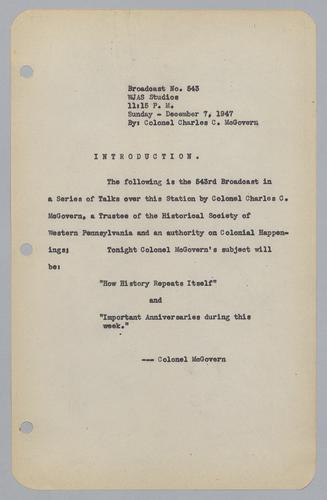 Broadcast No. 543
WJAS Studios
11:15 P. M.
Sunday - December 7, 1947
By: Colonel Charles C. McGovern
INTRODUCTION.
The following is the 543rd Broadcast in
a Series of Talks over this Station by Colonel Charles C.
McGovern, a Trustee of the Historical Society of
Western Pennsylvania and an authority on Colonial Happen-
ings; Tonight Colonel McGovern's subject will
be:
"How History Repeats Itself"
and
"Important Anniversaries during this
week."
--- Colonel McGovern